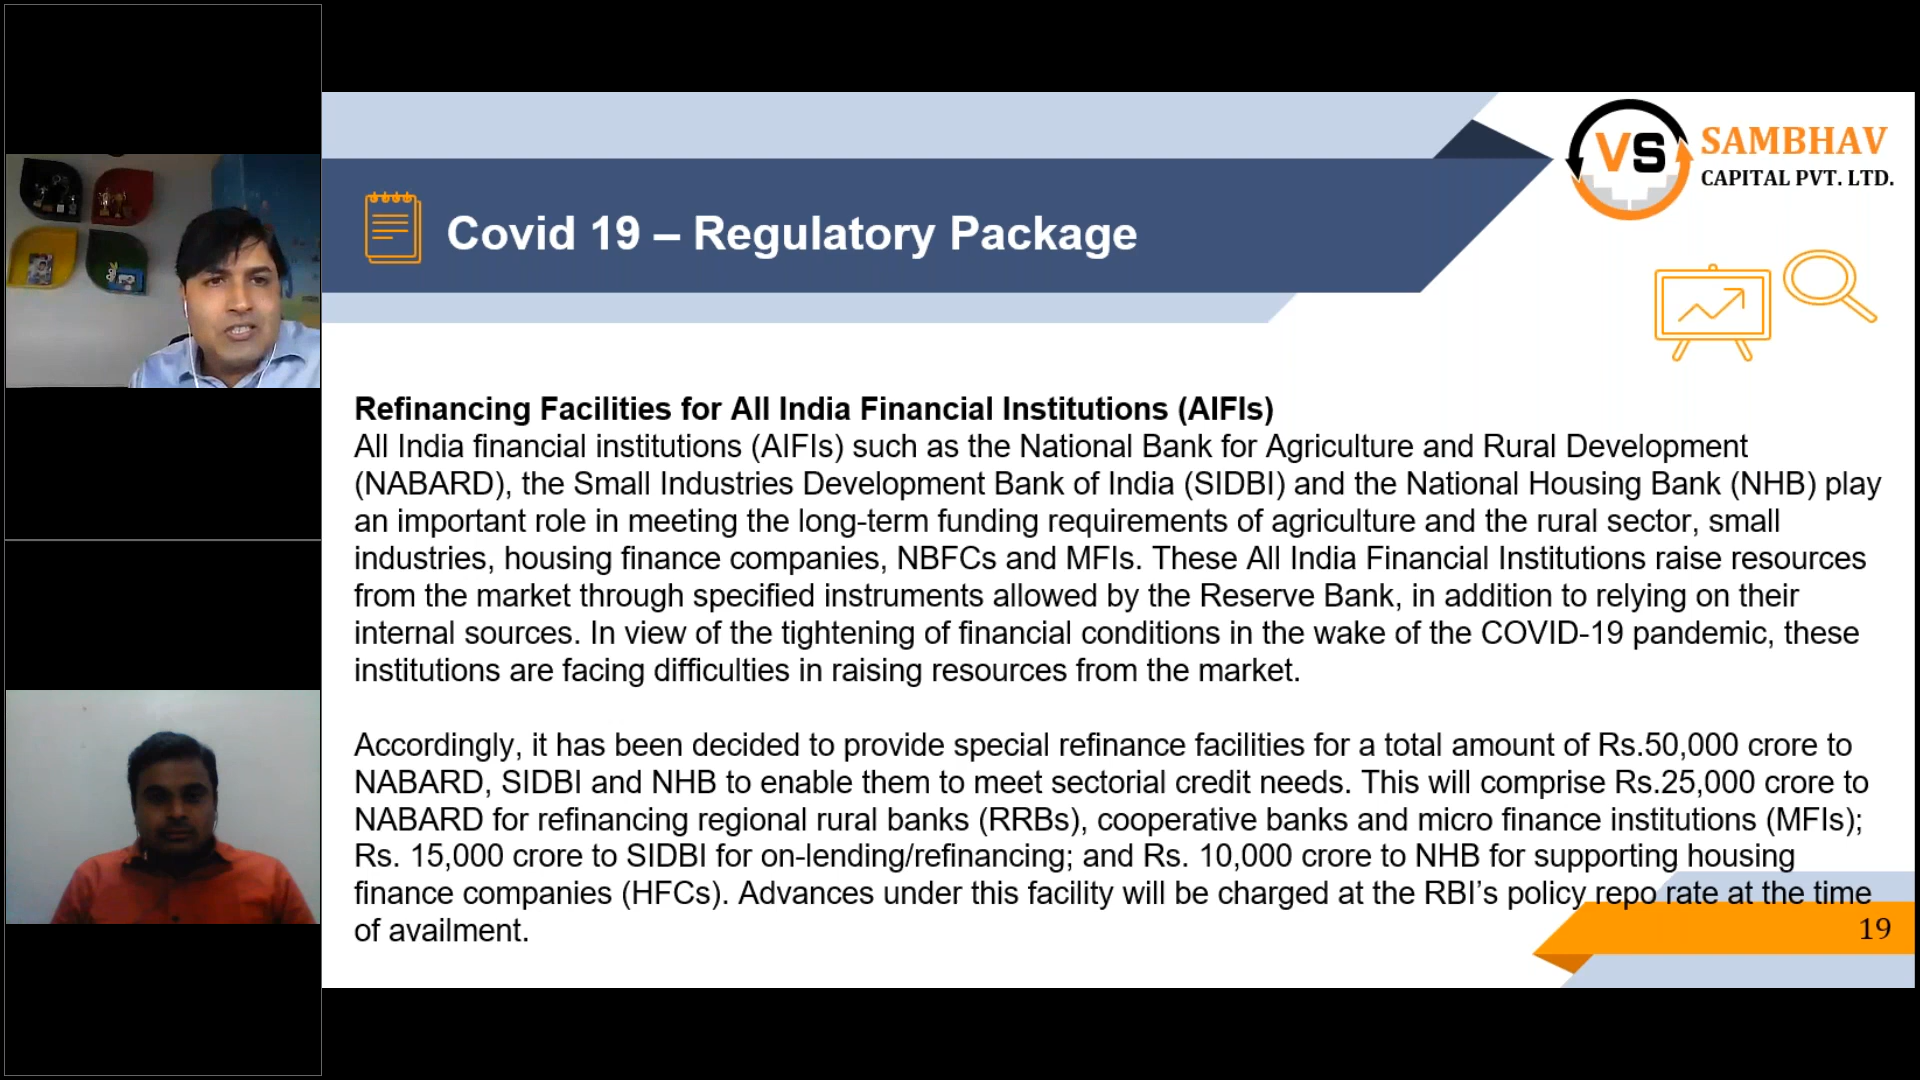 VS
SAMBHAV
CAPITAL PVT. LTD.
Covid 19 – Regulatory Package
Refinancing Facilities for All India Financial Institutions (AIFIs)
All India financial institutions (AIFIs) such as the National Bank for Agriculture and Rural Development
(NABARD), the Small Industries Development Bank of India (SIDBI) and the National Housing Bank (NHB) play
an important role in meeting the long-term funding requirements of agriculture and the rural sector, small
industries, housing finance companies, NBFCs and MFIs. These All India Financial Institutions raise resources
from the market through specified instruments allowed by the Reserve Bank, in addition to relying on their
internal sources. In view of the tightening of financial conditions in the wake of the COVID-19 pandemic, these
institutions are facing difficulties in raising resources from the market.
Accordingly, it has been decided to provide special refinance facilities for a total amount of Rs.50,000 crore to
NABARD, SIDBI and NHB to enable them to meet sectorial credit needs. This will comprise Rs.25,000 crore to
NABARD for refinancing regional rural banks (RRBs), cooperative banks and micro finance institutions (MFIs);
Rs. 15,000 crore to SIDBI for on-lending/refinancing; and Rs. 10,000 crore to NHB for supporting housing
finance companies (HFCs). Advances under this facility will be charged at the RBI’s policy repo rate at the time
of availment.
19